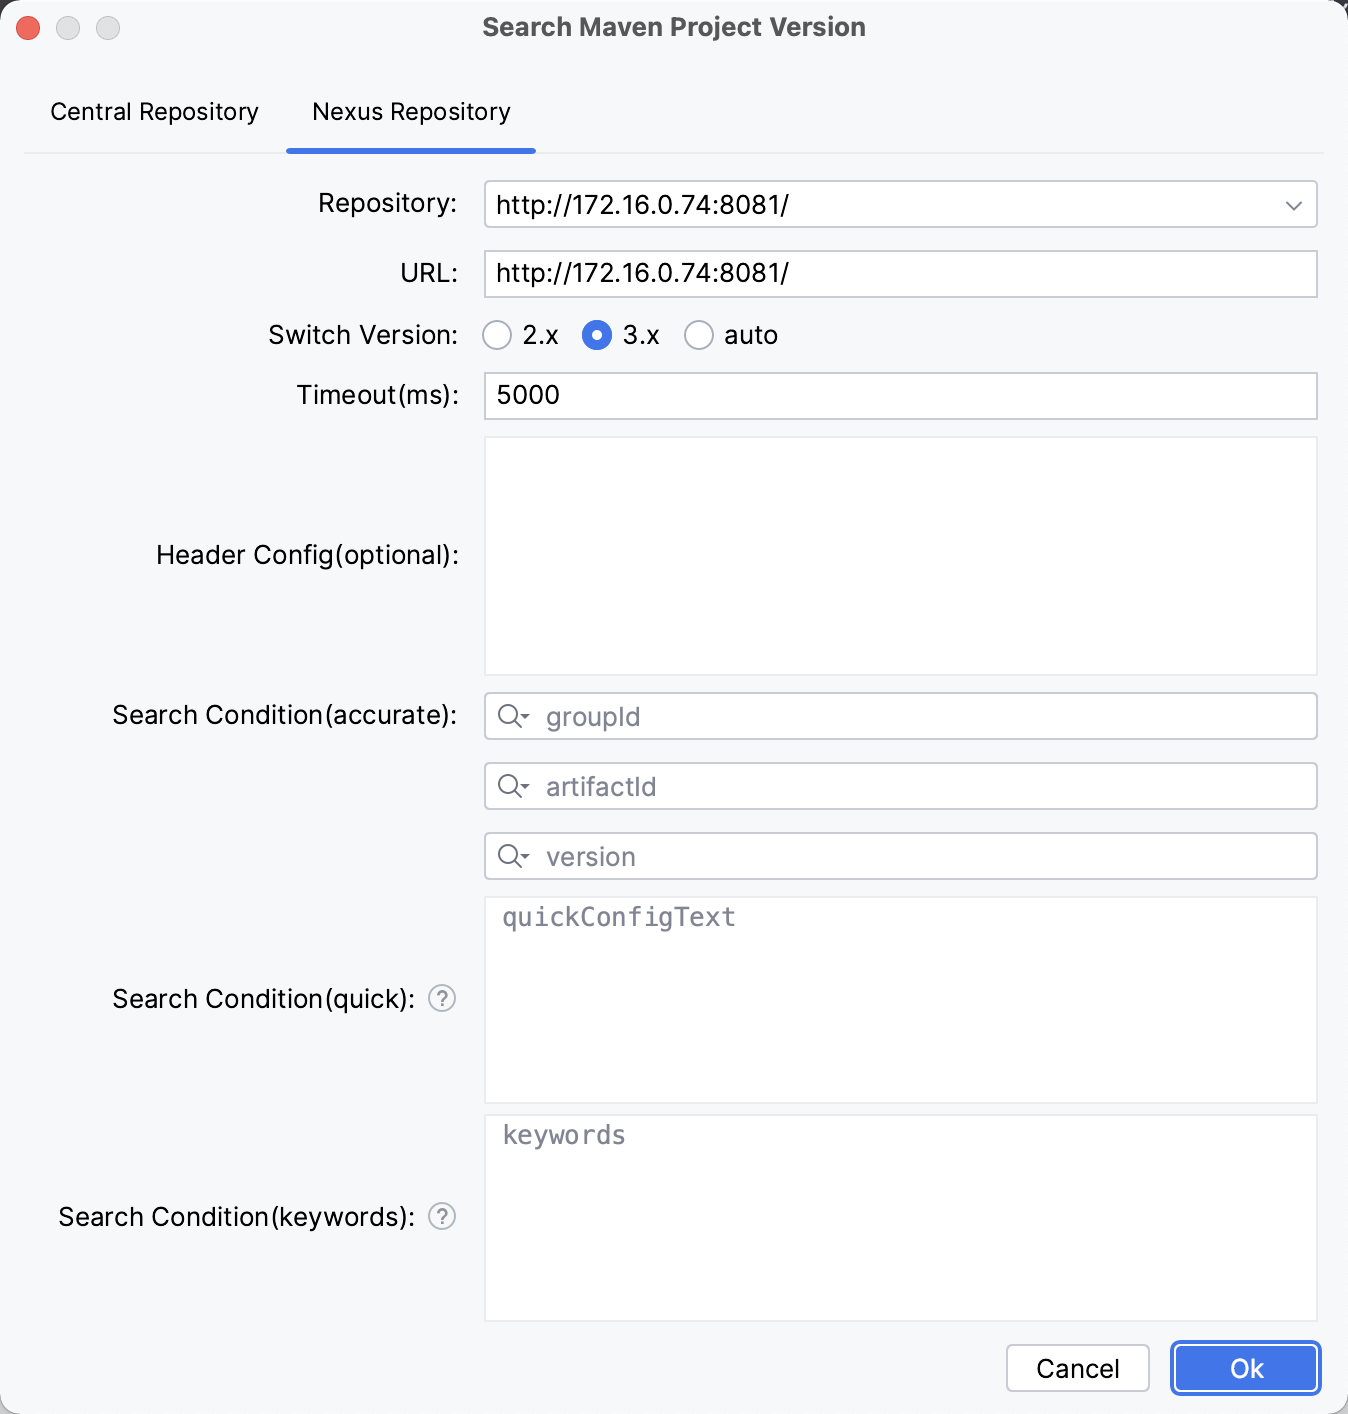 Search Maven Project Version
Central Repository
Nexus Repository
Repository:
http://172.16.0.74:8081/
URL:
http://172.16.0.74:8081/
Switch Version:
2.x
3.x
auto
Timeout(ms):
5000
Header Config(optional):
Search Condition(accurate):
groupId
artifactId
version
quickConfigText
Search Condition(quick): ?
keywords
Search Condition(keywords): ?
Cancel
Ok